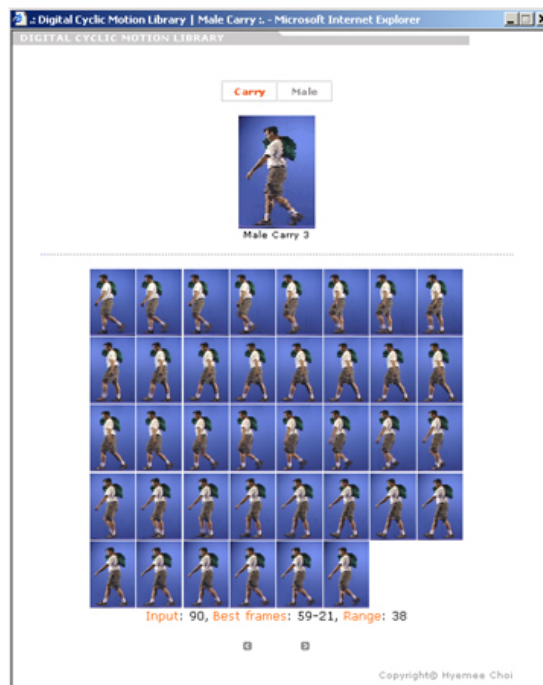 .: Digital Cyclic Motion Library | Male Carry :. - Microsoft Internet Explorer
DIGITAL CYCLIC MOTION LIBRARY
Carry Male
Male Carry 3
Input: 90, Best frames: 59-21, Range: 38
Copyright© Hyemee Choi